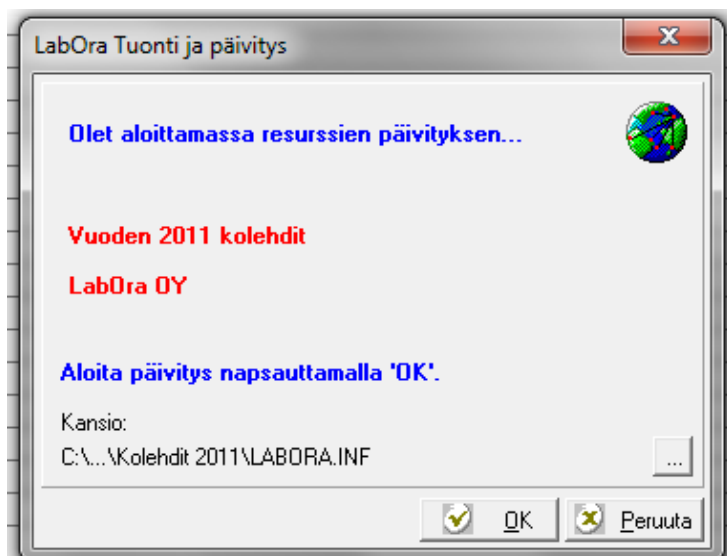 LabOra Tuonti ja päivitys
Olet aloittamassa resurssien päivityksen...
Vuoden 2011 kolehdit
LabOra OY
Aloita päivitys napsauttamalla 'OK'.
Kansio:
C:\...\Kolehdit 2011\LABORA.INF
...
OK
Peruuta